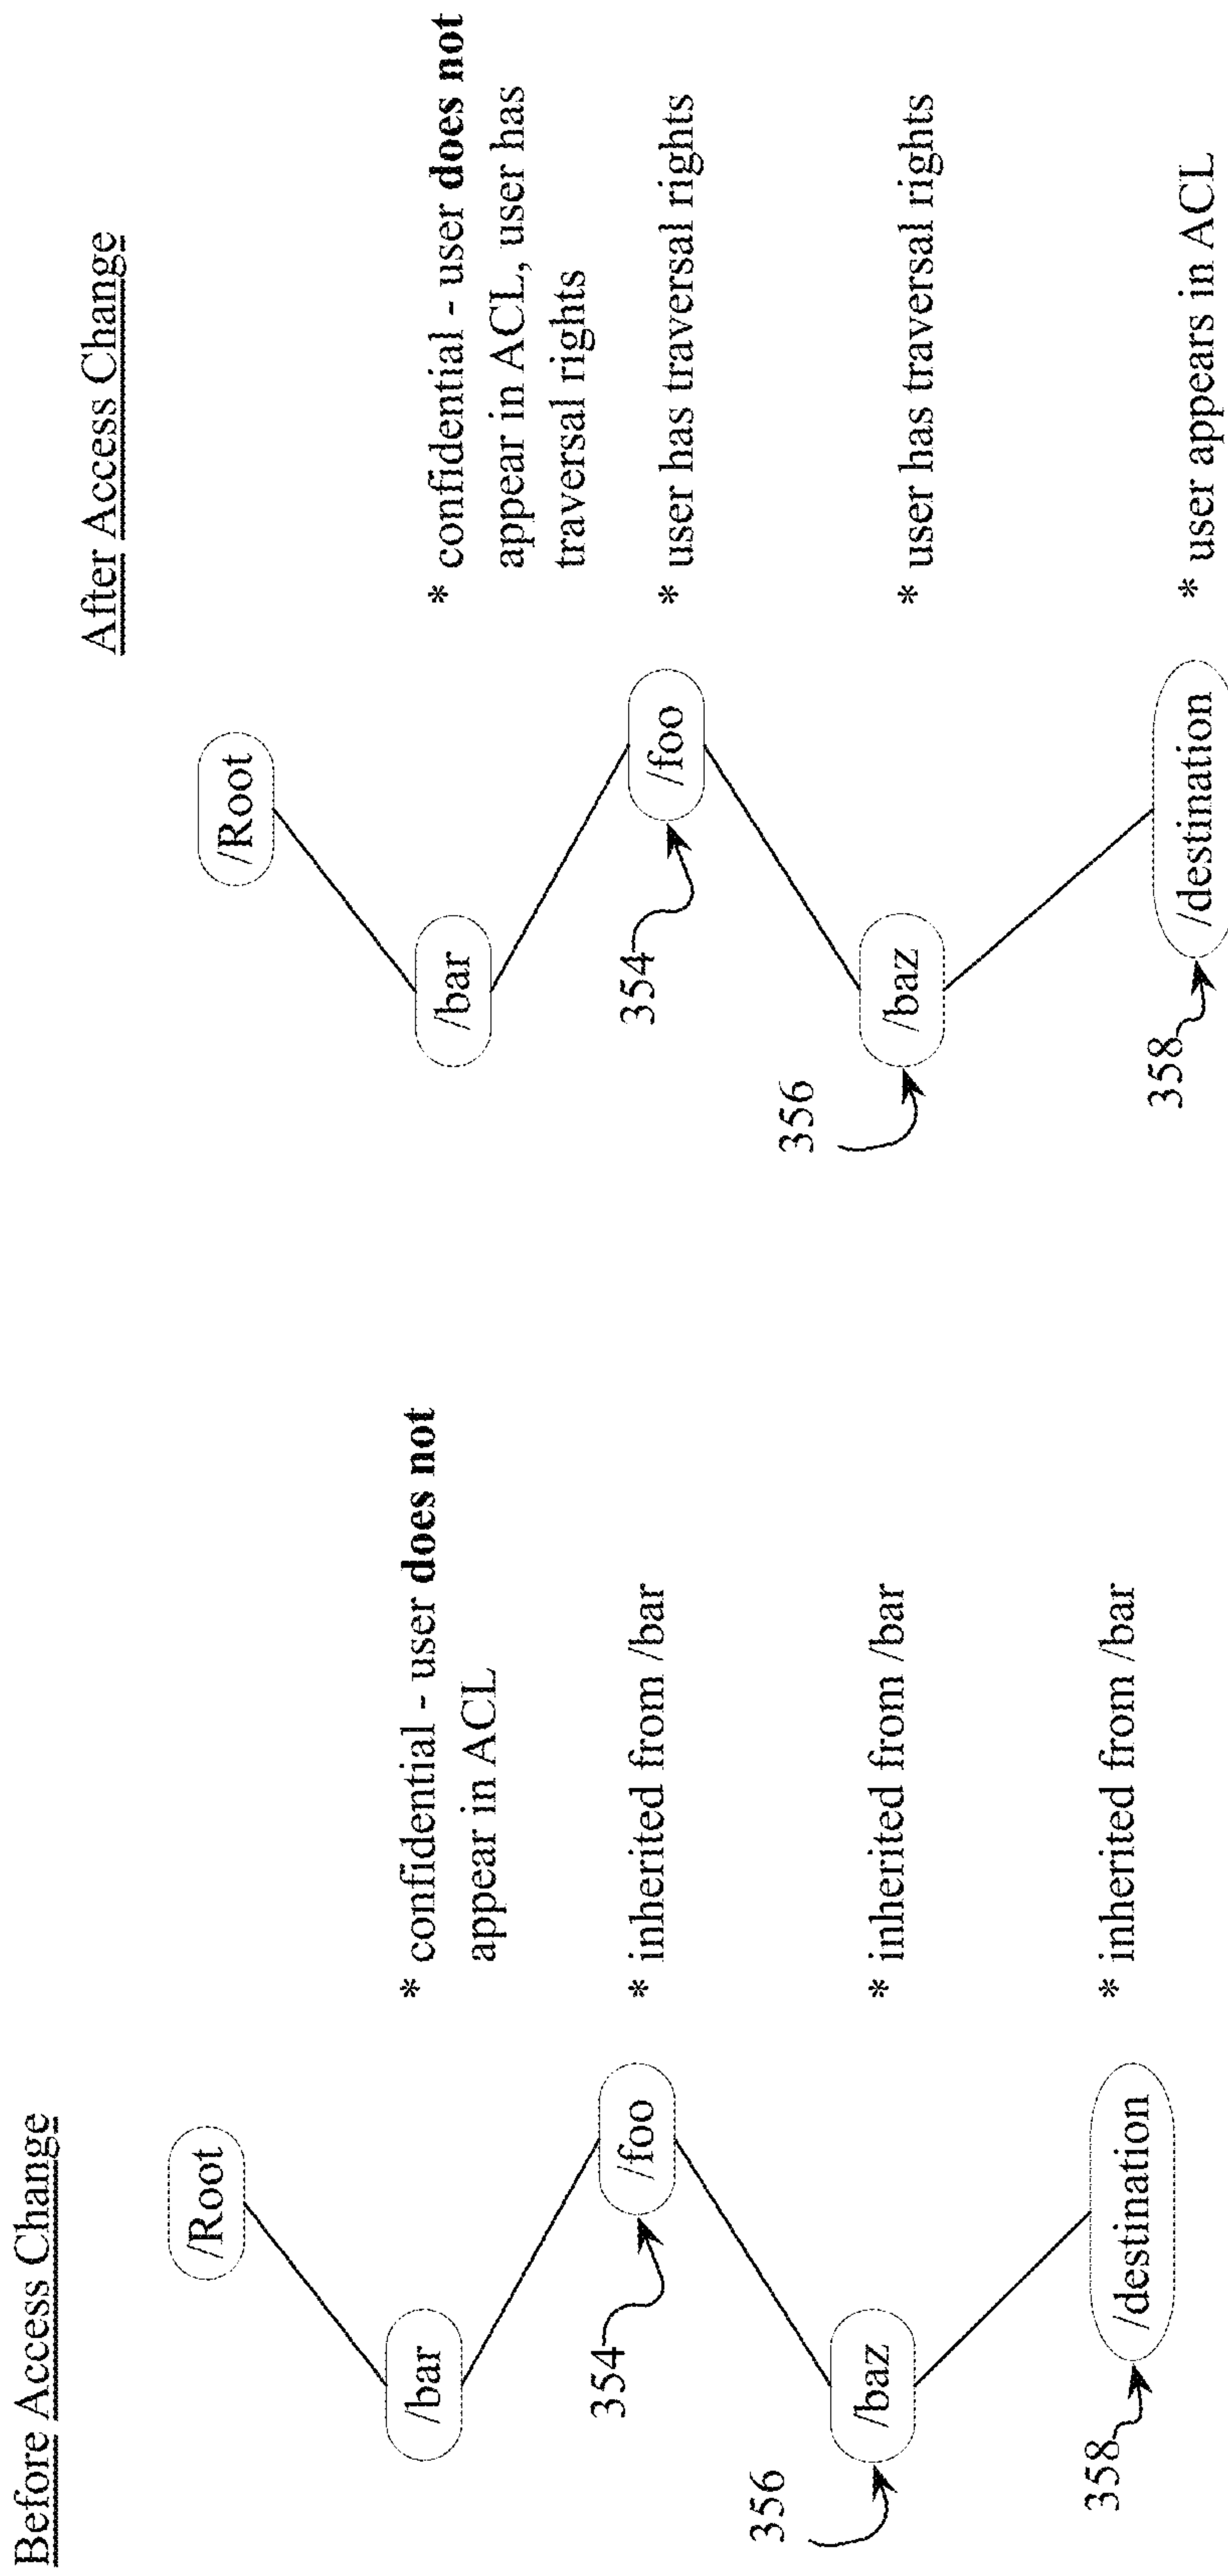 Before Access Change
/Root
/bar
* confidential - user does not
appear in ACL
/foo
354
* inherited from /bar
356
/baz
* inherited from /bar
358
/destination
* inherited from /bar
After Access Change
/Root
/bar
* confidential - user does not
appear in ACL, user has
traversal rights
/foo
354
* user has traversal rights
356
/baz
* user has traversal rights
358
/destination
* user appears in ACL